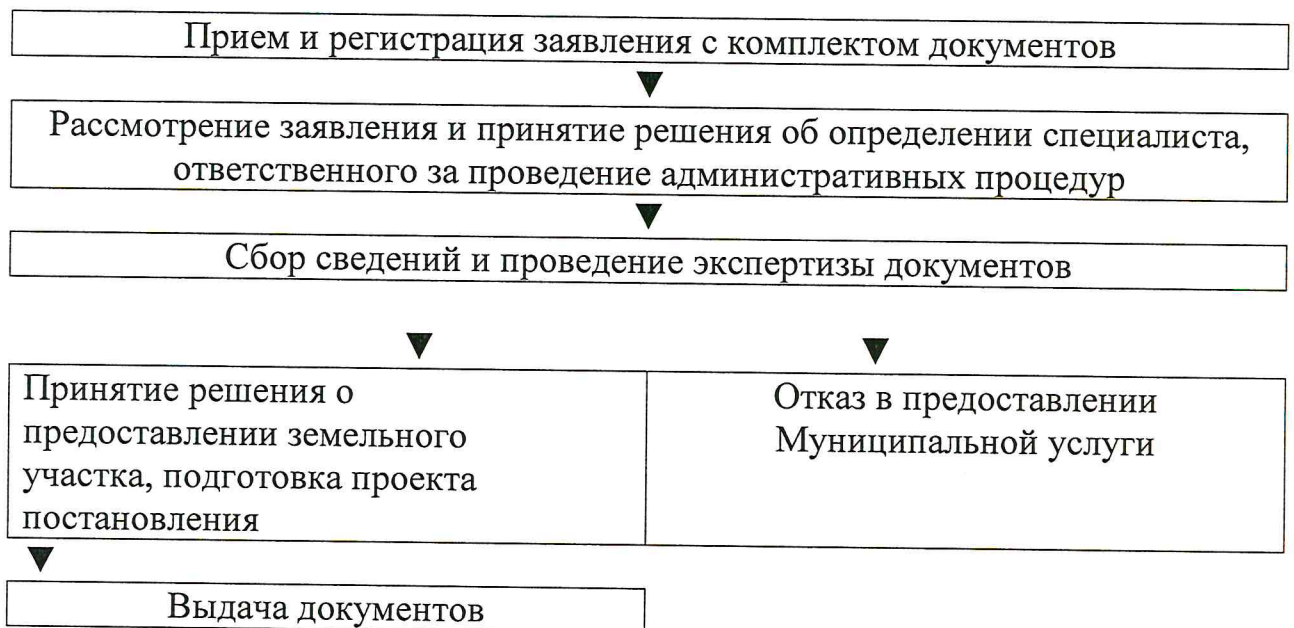 Прием и регистрация заявления с комплектом документов
Рассмотрение заявления и принятие решения об определении специалиста,
ответственного за проведение административных процедур
Сбор сведений и проведение экспертизы документов
Принятие решения о
предоставлении земельного
участка, подготовка проекта
постановления
Отказ в предоставлении
Муниципальной услуги
Выдача документов